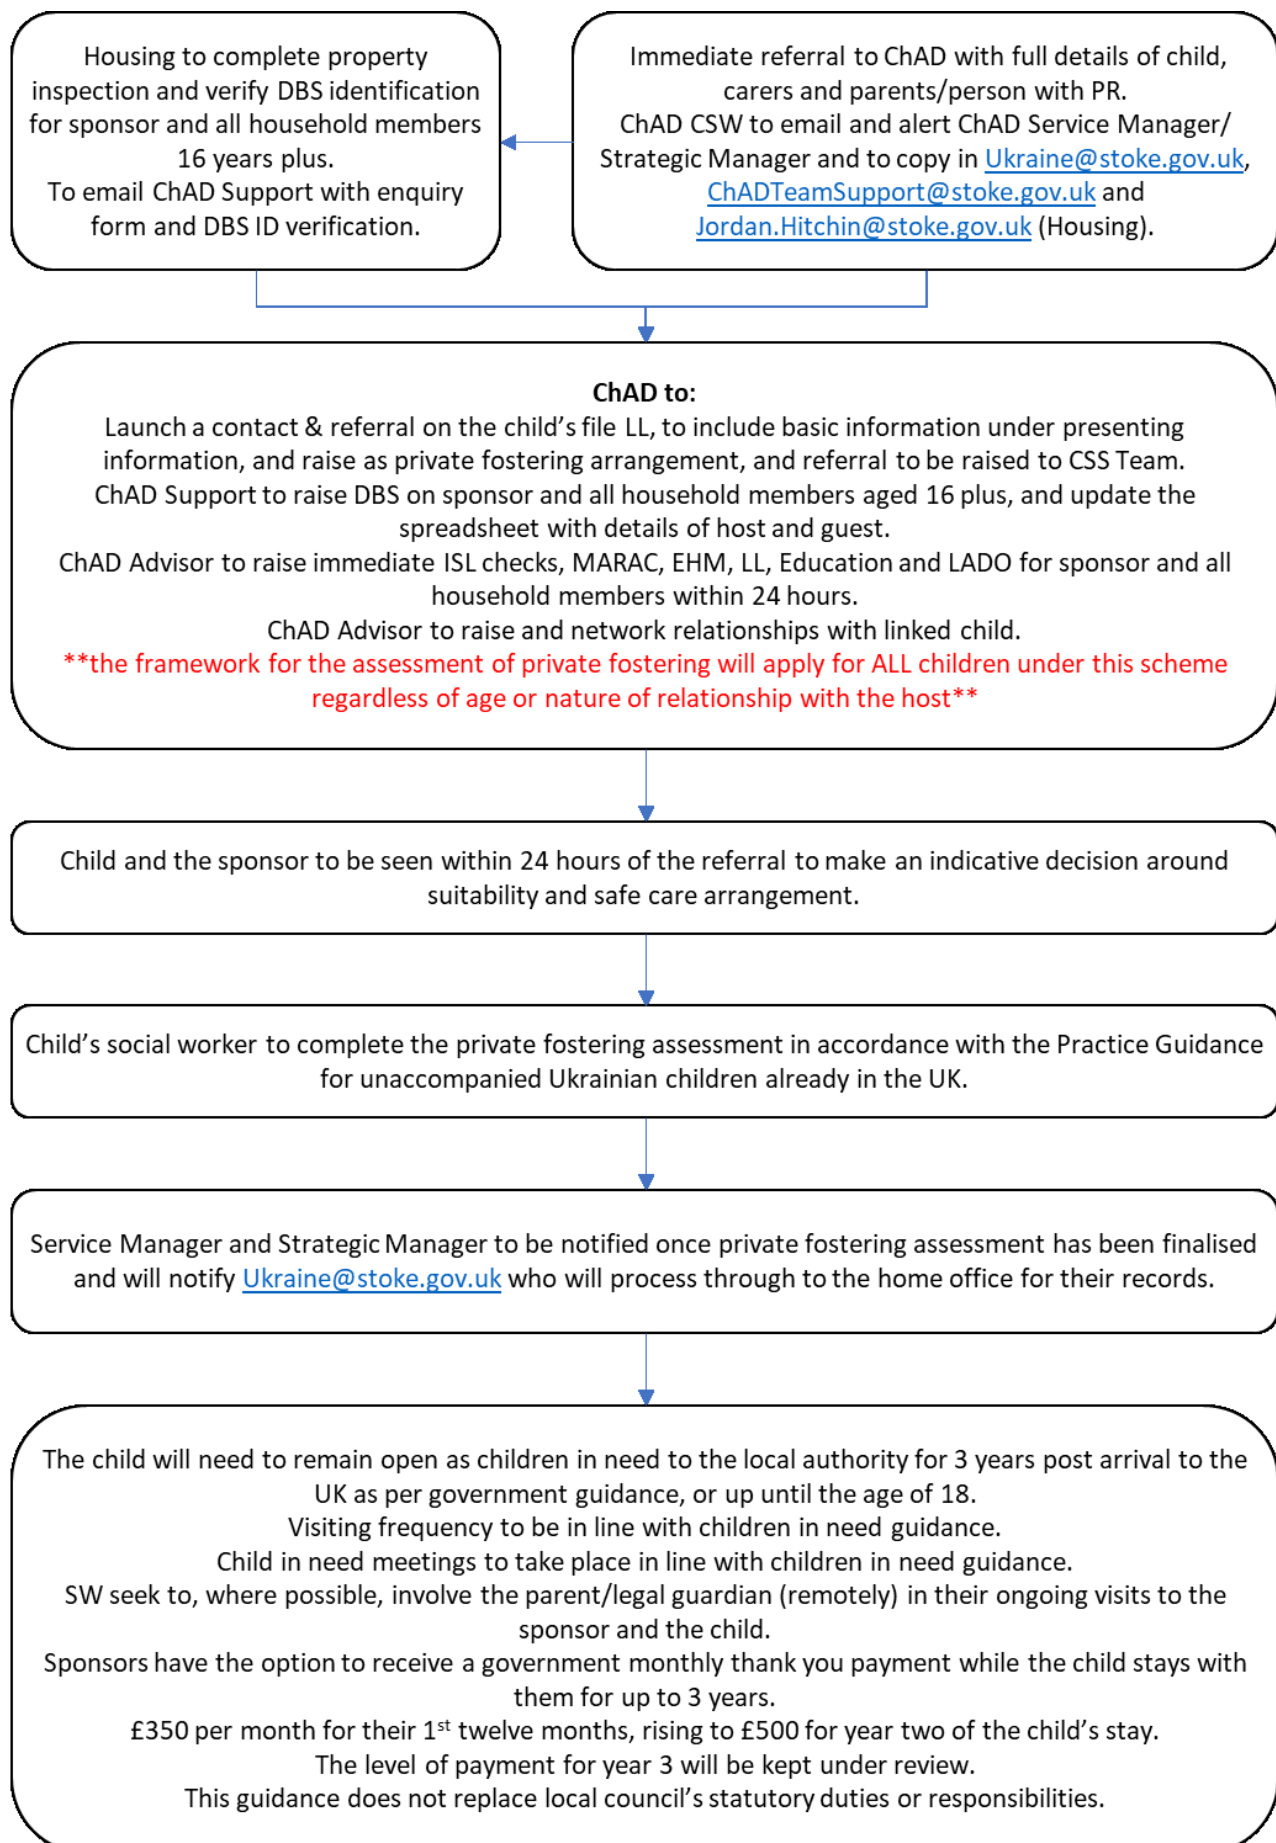 Housing to complete property
inspection and verify DBS identification
for sponsor and all household members
16 years plus.
To email ChAD Support with enquiry
form and DBS ID verification.
Immediate referral to ChAD with full details of child,
carers and parents/person with PR.
ChAD CSW to email and alert ChAD Service Manager/
Strategic Manager and to copy in Ukraine@stoke.gov.uk,
ChADTeamSupport@stoke.gov.uk and
Jordan.Hitchin@stoke.gov.uk (Housing).
ChAD to:
Launch a contact & referral on the child's file LL, to include basic information under presenting
information, and raise as private fostering arrangement, and referral to be raised to CSS Team.
ChAD Support to raise DBS on sponsor and all household members aged 16 plus, and update the
spreadsheet with details of host and guest.
ChAD Advisor to raise immediate ISL checks, MARAC, EHM, LL, Education and LADO for sponsor and all
household members within 24 hours.
ChAD Advisor to raise and network relationships with linked child.
**the framework for the assessment of private fostering will apply for ALL children under this scheme
regardless of age or nature of relationship with the host**
Child and the sponsor to be seen within 24 hours of the referral to make an indicative decision around
suitability and safe care arrangement.
Child's social worker to complete the private fostering assessment in accordance with the Practice Guidance
for unaccompanied Ukrainian children already in the UK.
Service Manager and Strategic Manager to be notified once private fostering assessment has been finalised
and will notify Ukraine@stoke.gov.uk who will process through to the home office for their records.
The child will need to remain open as children in need to the local authority for 3 years post arrival to the
UK as per government guidance, or up until the age of 18.
Visiting frequency to be in line with children in need guidance.
Child in need meetings to take place in line with children in need guidance.
SW seek to, where possible, involve the parent/legal guardian (remotely) in their ongoing visits to the
sponsor and the child.
Sponsors have the option to receive a government monthly thank you payment while the child stays with
them for up to 3 years.
£350 per month for their 1st twelve months, rising to £500 for year two of the child's stay.
The level of payment for year 3 will be kept under review.
This guidance does not replace local council's statutory duties or responsibilities.